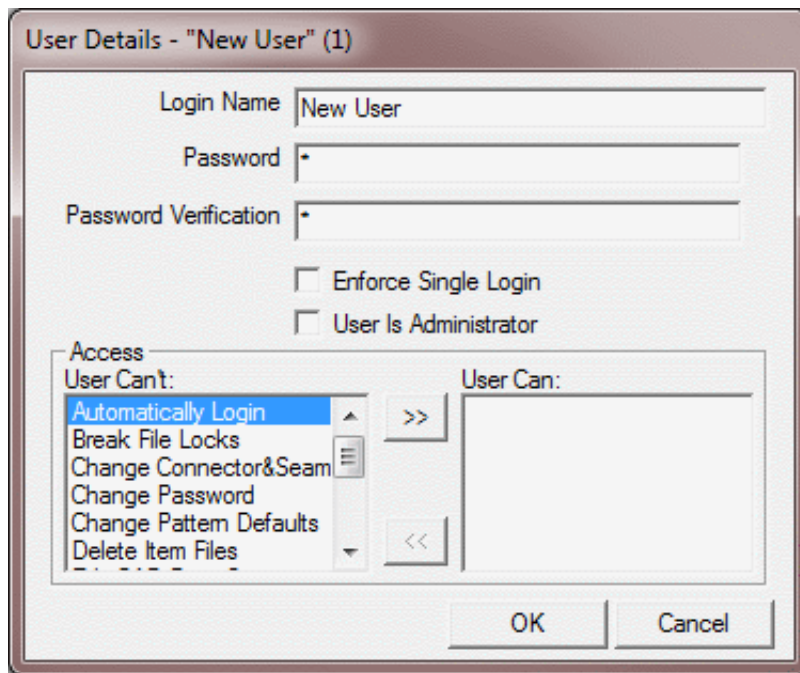 User Details - "New User" (1)
Login Name New User
Password *
Password Verification *
Enforce Single Login
User Is Administrator
Access
User Can't: User Can:
Automatically Login
Break File Locks
Change Connector&Seam
Change Password
Change Pattern Defaults
Delete Item Files
>>
<<
OK Cancel